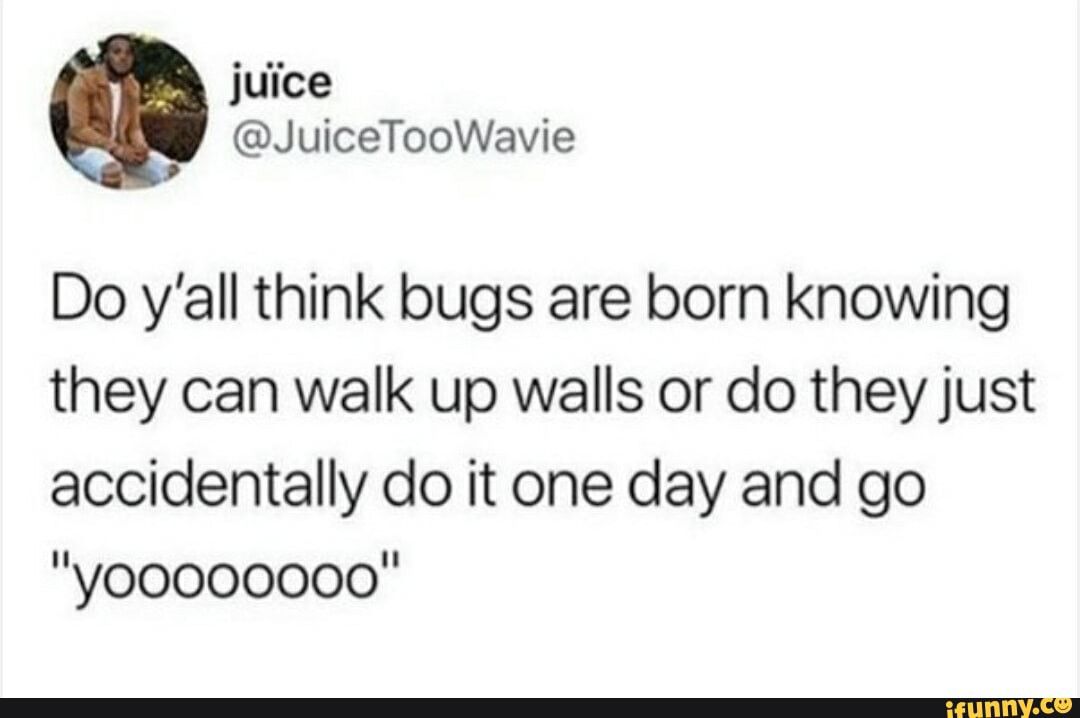 juïce
@JuiceTooWavie
Do y'all think bugs are born knowing
they can walk up walls or do they just
accidentally do it one day and go
"yoooooooo"
ifunny.co